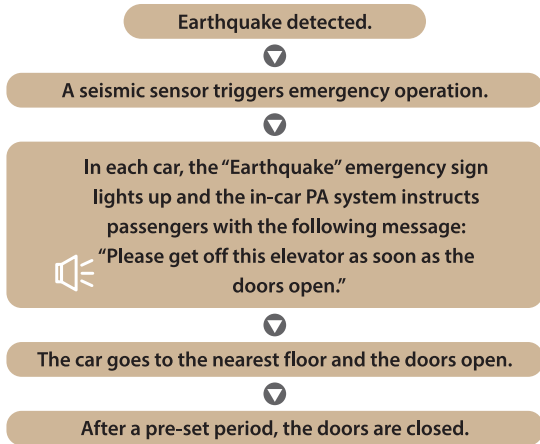 Earthquake detected.
A seismic sensor triggers emergency operation.
In each car, the “Earthquake” emergency sign
lights up and the in-car PA system instructs
passengers with the following message:
“Please get off this elevator as soon as the
doors open.”
The car goes to the nearest floor and the doors open.
After a pre-set period, the doors are closed.